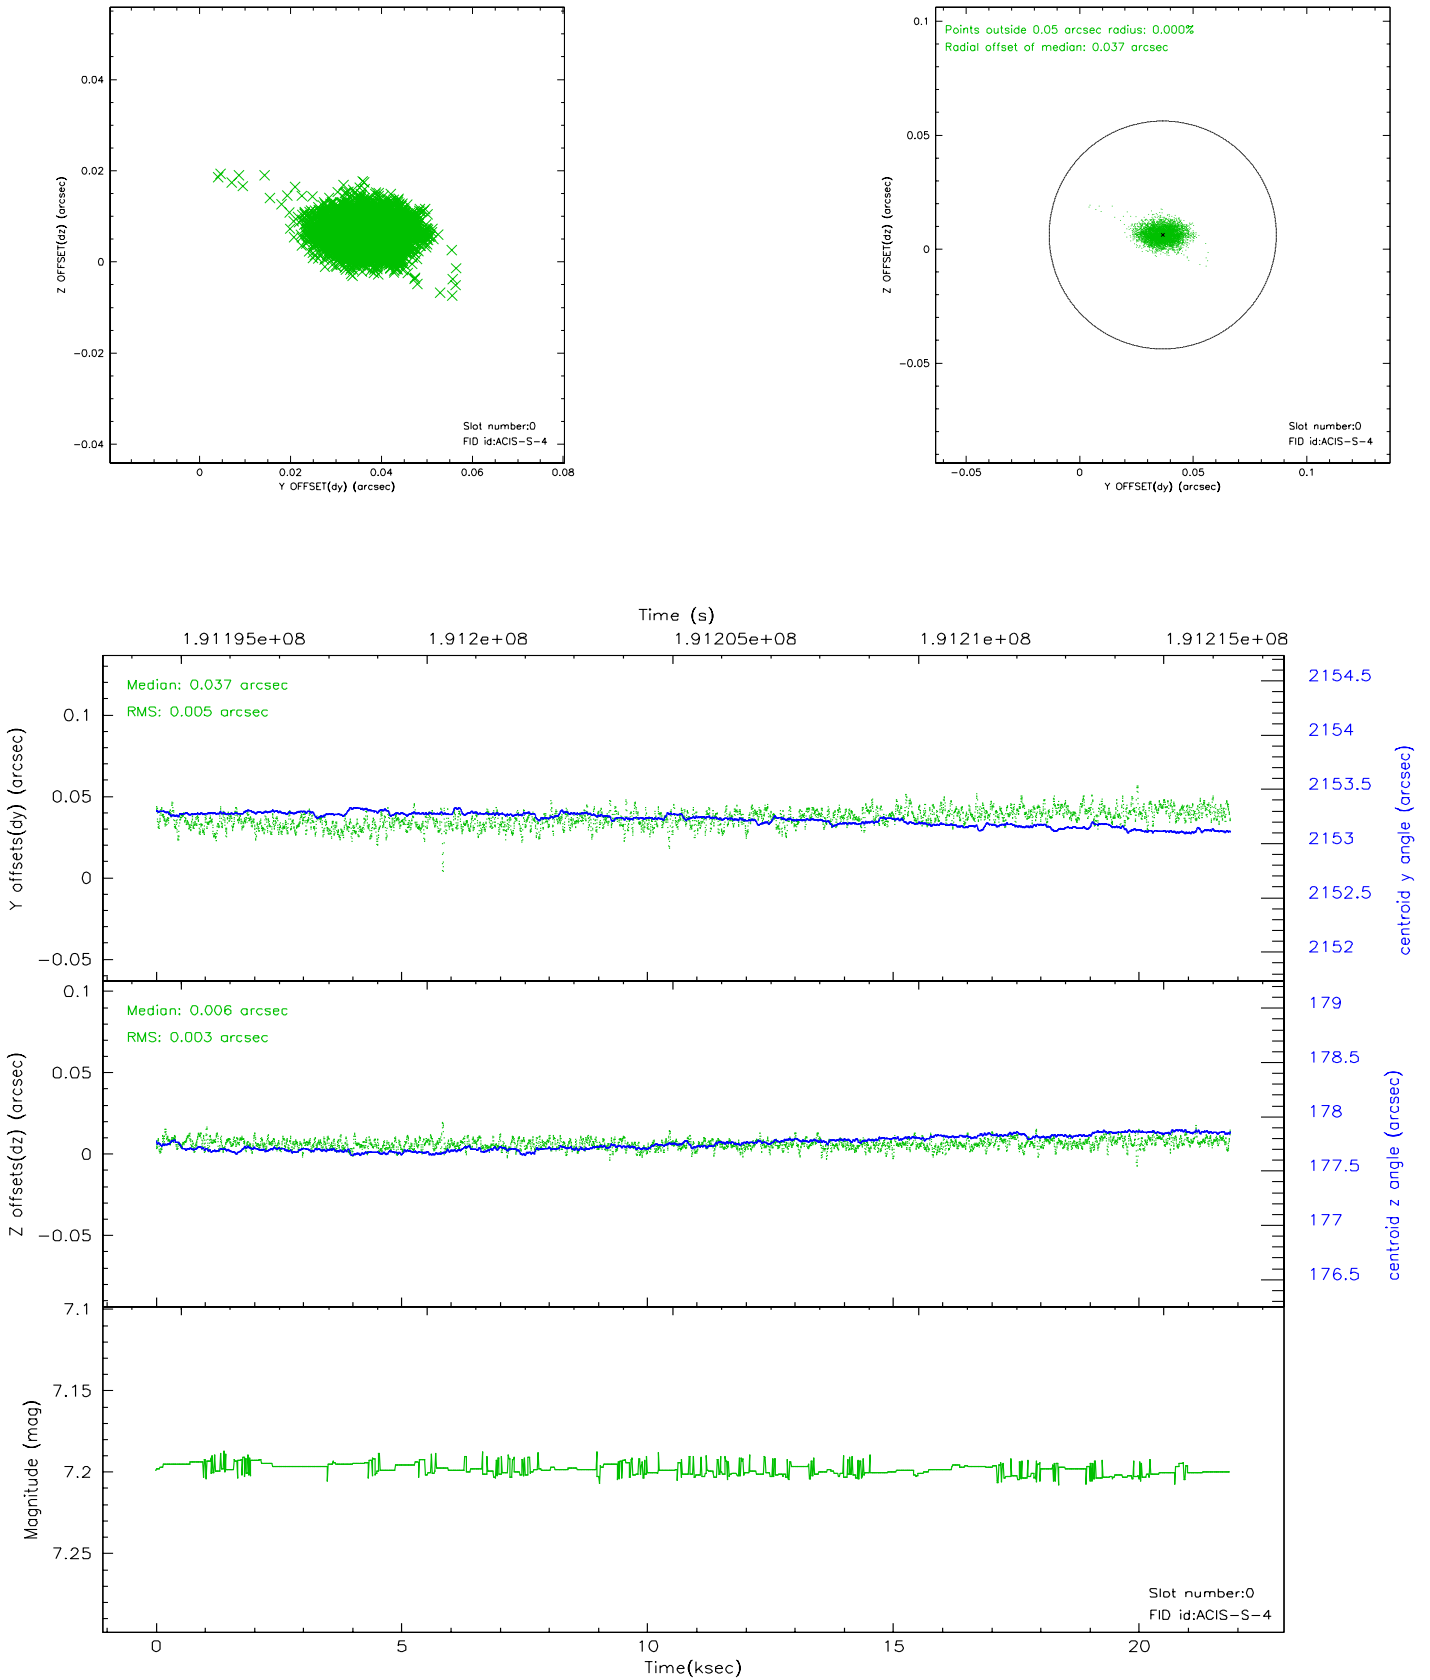 0.04
0.02
0
−0.02
−0.04
Z OFFSET(dz) (arcsec)
0
0.02
0.04
0.06
0.08
Y OFFSET(dy) (arcsec)
Slot number:0
FID id:ACIS−S−4
Points outside 0.05 arcsec radius: 0.000%
Radial offset of median: 0.037 arcsec
0.1
0.05
0
−0.05
Z OFFSET(dz) (arcsec)
−0.05
0
0.05
0.1
Y OFFSET(dy) (arcsec)
Slot number:0
FID id:ACIS−S−4
Time (s)
1.91195e+08
1.912e+08
1.91205e+08
1.9121e+08
1.91215e+08
Median: 0.037 arcsec
RMS: 0.005 arcsec
0.1
0.05
0
−0.05
Y offsets(dy) (arcsec)
2154.5
2154
2153.5
2153
2152.5
2152
centroid y angle (arcsec)
Median: 0.006 arcsec
RMS: 0.003 arcsec
0.1
0.05
0
−0.05
Z offsets(dz) (arcsec)
179
178.5
178
177.5
177
176.5
centroid z angle (arcsec)
7.1
7.15
7.2
7.25
Magnitude (mag)
Slot number:0
FID id:ACIS−S−4
0
5
10
15
20
Time(ksec)